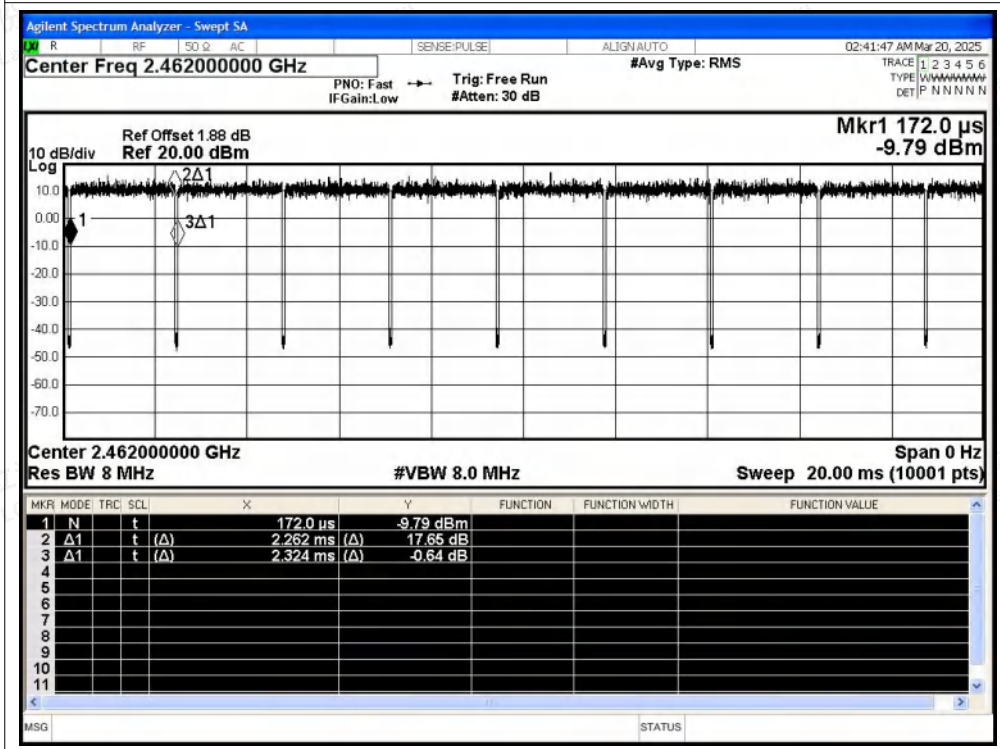 Agilent Spectrum Analyzer - Swept SA
LXI R RF 50 Ω AC SENSE:PULSE ALIGN AUTO 02:41:47 AM Mar 20, 2025
Center Freq 2.462000000 GHz #Avg Type: RMS TRACE 1 2 3 4 5 6
PNO: Fast Trig: Free Run TYPE WWWWWW
IFGain:Low #Atten: 30 dB DET P N N N N N
Mkr1 172.0 µs
Ref Offset 1.88 dB
10 dB/div Ref 20.00 dBm -9.79 dBm
Log
2Δ1
10.0
0.00
1
3Δ1
-10.0
-20.0
-30.0
-40.0
-50.0
-60.0
-70.0
Center 2.462000000 GHz Span 0 Hz
Res BW 8 MHz #VBW 8.0 MHz Sweep 20.00 ms (10001 pts)
MKR MODE TRC SCL X Y FUNCTION FUNCTION WIDTH FUNCTION VALUE
1 N t 172.0 µs -9.79 dBm
2 Δ1 t (Δ) 2.262 ms (Δ) 17.65 dB
3 Δ1 t (Δ) 2.324 ms (Δ) -0.64 dB
4
5
6
7
8
9
10
11
MSG STATUS